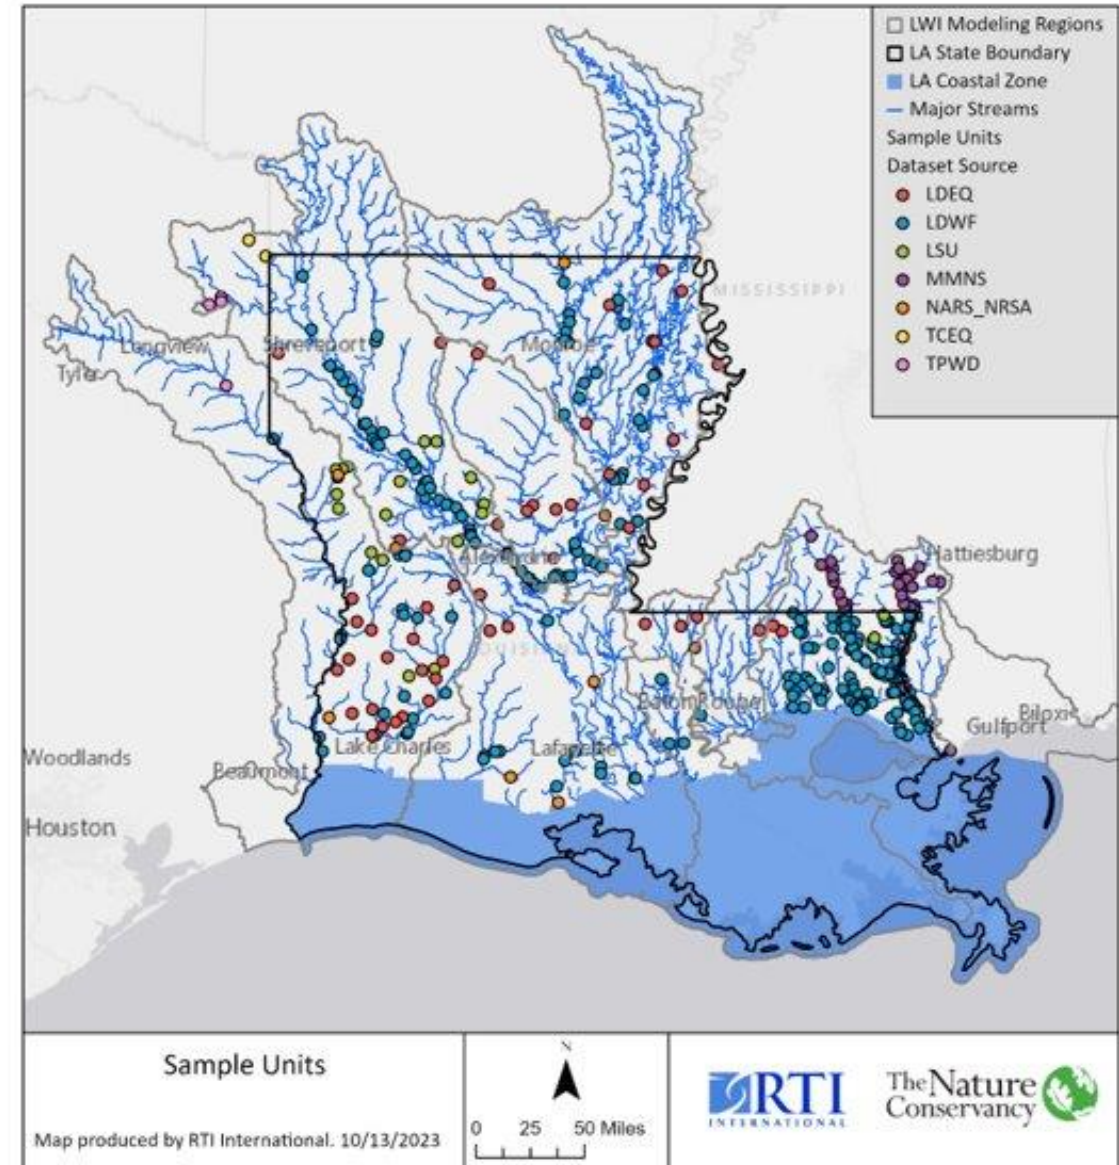 LWI Modeling Regions
LA State Boundary
LA Coastal Zone
Major Streams
Sample Units
Dataset Source
LDEQ
LDWF
LSU
MMNS
NARS_NRSA
TCEQ
TPWD
MISSISSIPPI
Longview
Shreveport
Monroe
Tyler
Alexandria
Hattiesburg
Baton Rouge
Biloxi
Gulfport
Woodlands
Lake Charles
Lafayette
Beaumont
Houston
Sample Units
Map produced by RTI International. 10/13/2023
N
0 25 50 Miles
RTI
INTERNATIONAL
The Nature
Conservancy